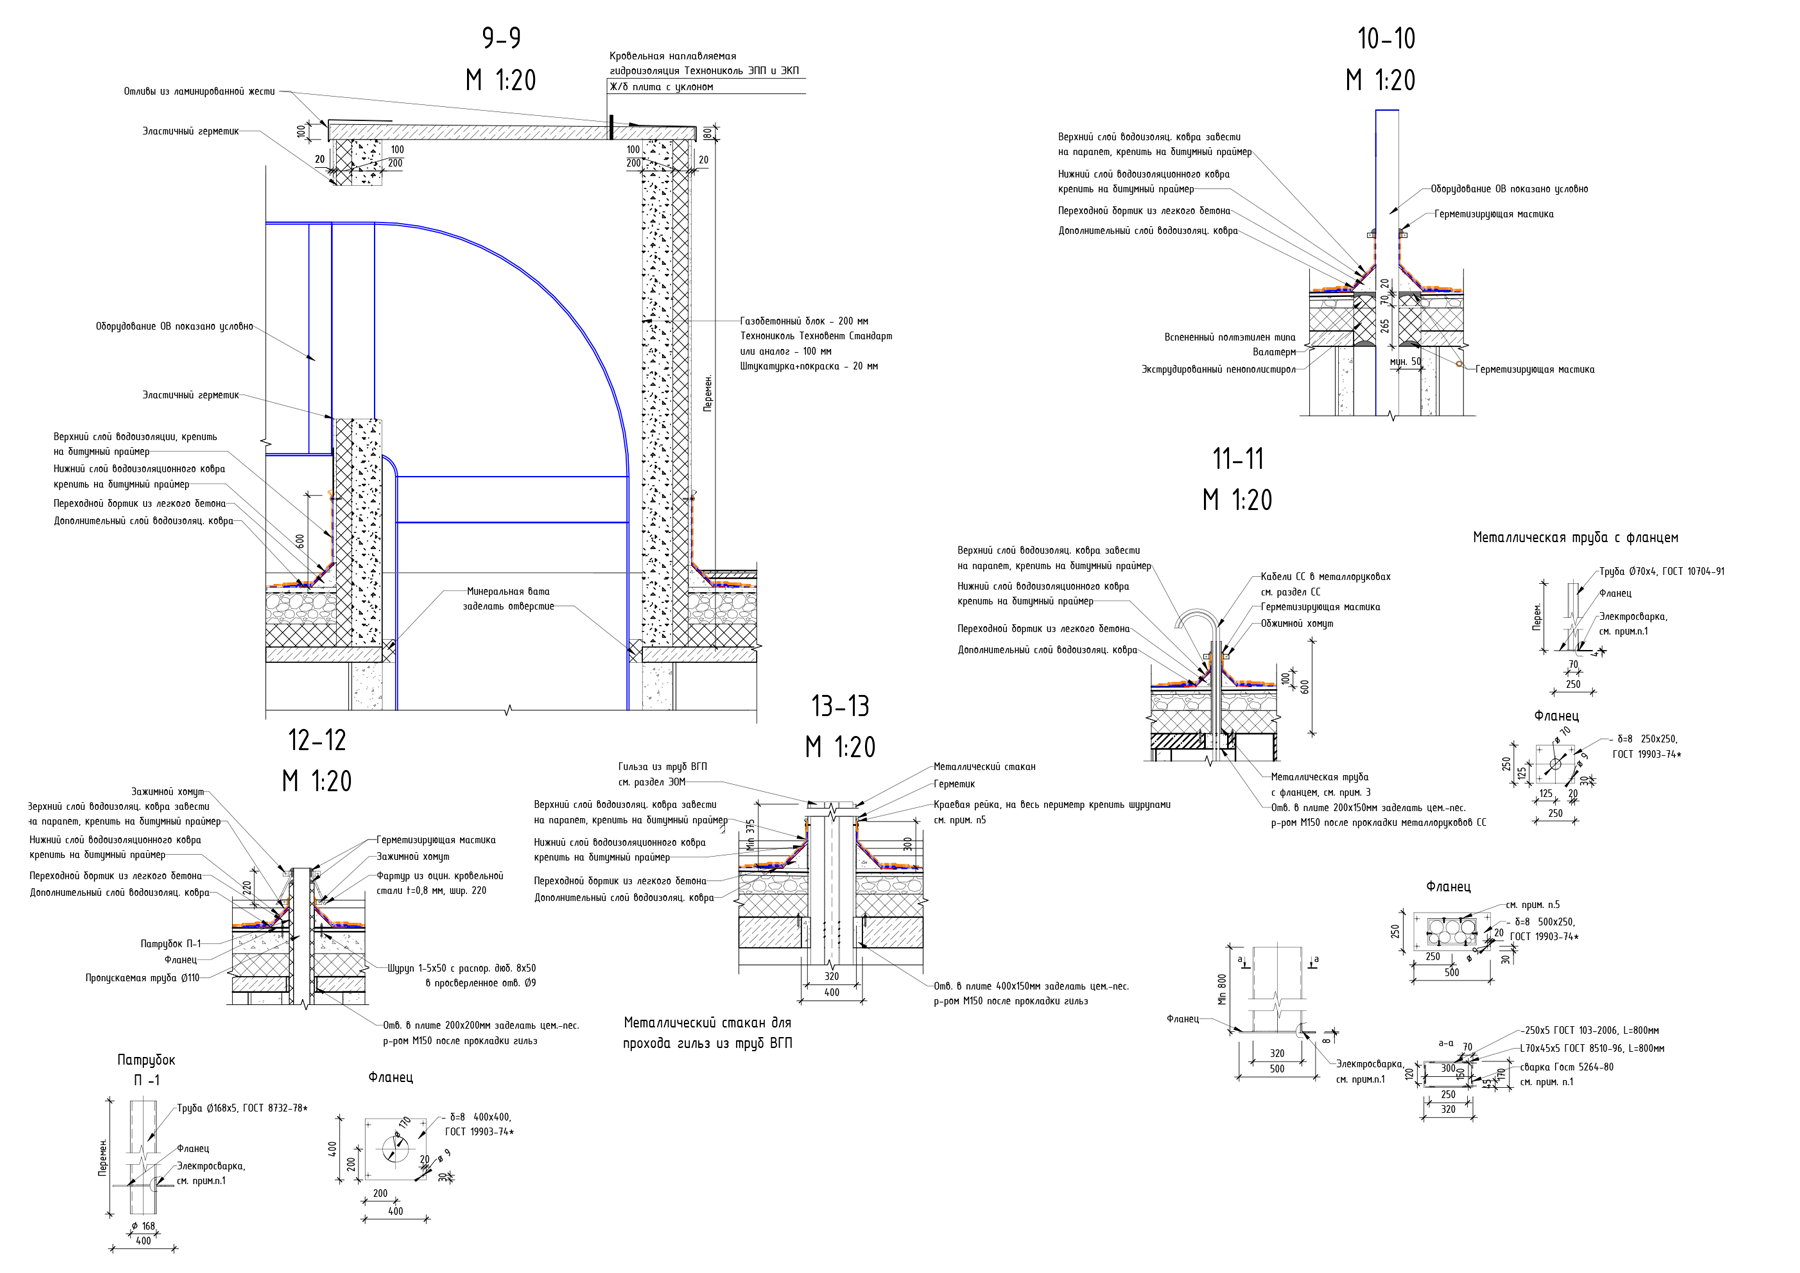 9-9
М 1:20
Кровельная наплавляемая
гидроизоляция Технониколь ЭПП и ЭКП
Ж/б плита с уклоном
Отливы из ламинированной жести
Эластичный герметик
100
80
20
100
200
100
200
20
Оборудование ОВ показано условно
Газобетонный блок - 200 мм
Технониколь Техновент Стандарт
или аналог - 100 мм
Штукатурка+покраска - 20 мм
Перемен.
Эластичный герметик
Верхний слой водоизоляции, крепить
на битумный праймер
Нижний слой водоизоляционного ковра
крепить на битумный праймер
Переходной бортик из легкого бетона
Дополнительный слой водоизоляц. ковра
600
Минеральная вата
заделать отверстие
10-10
М 1:20
Верхний слой водоизоляц. ковра завести
на парапет, крепить на битумный праймер
Нижний слой водоизоляционного ковра
крепить на битумный праймер
Переходной бортик из легкого бетона
Дополнительный слой водоизоляц. ковра
Оборудование ОВ показано условно
Герметизирующая мастика
20
70
265
Вспененный полтэтилен типа
Валатерм
Экструдированный пенополистирол
мин. 50
Герметизирующая мастика
11-11
М 1:20
Верхний слой водоизоляц. ковра завести
на парапет, крепить на битумный праймер
Нижний слой водоизоляционного ковра
крепить на битумный праймер
Переходной бортик из легкого бетона
Дополнительный слой водоизоляц. ковра
Кабели СС в металлоруковах
см. раздел СС
Герметизирующая мастика
Обжимной хомут
100
600
Металлическая труба
с фланцем, см. прим. 3
Отв. в плите 200х150мм заделать цем.-пес.
р-ром М150 после прокладки металлоруковов СС
Металлическая труба с фланцем
Труба Ø70х4, ГОСТ 10704-91
Фланец
Электросварка,
см. прим.п.1
Перем.
4
70
250
Фланец
- δ=8 250х250,
ГОСТ 19903-74*
ø 70
ø 9
250
125
30
125
20
250
12-12
М 1:20
Зажимной хомут
Верхний слой водоизоляц. ковра завести
на парапет, крепить на битумный праймер
Нижний слой водоизоляционного ковра
крепить на битумный праймер
Переходной бортик из легкого бетона
Дополнительный слой водоизоляц. ковра
220
Герметизирующая мастика
Зажимной хомут
Фартур из оцин. кровельной
стали t=0,8 мм, шир. 220
Патрубок П-1
Фланец
Пропускаемая труба Ø110
Шуруп 1-5х50 с распор. дюб. 8х50
в просверленное отв. Ø9
Отв. в плите 200х200мм заделать цем.-пес.
р-ром М150 после прокладки гильз
13-13
М 1:20
Гильза из труб ВГП
см. раздел ЭОМ
Верхний слой водоизоляц. ковра завести
на парапет, крепить на битумный праймер
Нижний слой водоизоляционного ковра
крепить на битумный праймер
Переходной бортик из легкого бетона
Дополнительный слой водоизоляц. ковра
Min 375
Металлический стакан
Герметик
Краевая рейка, на весь периметр крепить шурупами
см. прим. п5
300
320
400
Отв. в плите 400х150мм заделать цем.-пес.
р-ром М150 после прокладки гильз
Металлический стакан для
прохода гильз из труб ВГП
Min 800
а
а
Фланец
320
500
8
Электросварка,
см. прим.п.1
Фланец
см. прим. п.5
- δ=8 500х250,
ГОСТ 19903-74*
250
20
ø 9
30
250
500
а-а
-250х5 ГОСТ 103-2006, L=800мм
L70х45х5 ГОСТ 8510-96, L=800мм
сварка Гост 5264-80
см. прим. п.1
70
300
120
150
45
170
250
320
Патрубок
П -1
Труба Ø168х5, ГОСТ 8732-78*
Фланец
Электросварка,
см. прим.п.1
Перемен.
ø 168
400
Фланец
- δ=8 400х400,
ГОСТ 19903-74*
ø 170
ø 9
400
200
20
30
200
400